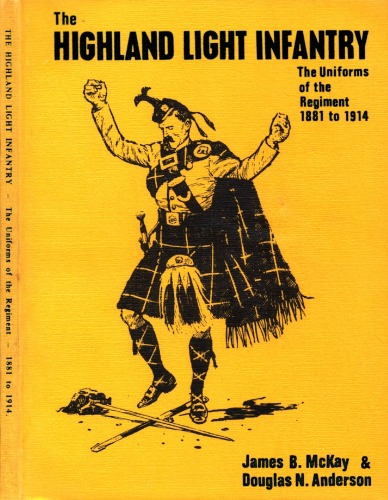 THE HIGHLAND LIGHT INFANTRY - The Uniforms of the Regiment - 1881 to 1914.
The
HIGHLAND LIGHT INFANTRY
The Uniforms
of the
Regiment
1881 to 1914
James B. McKay &
Douglas N. Anderson